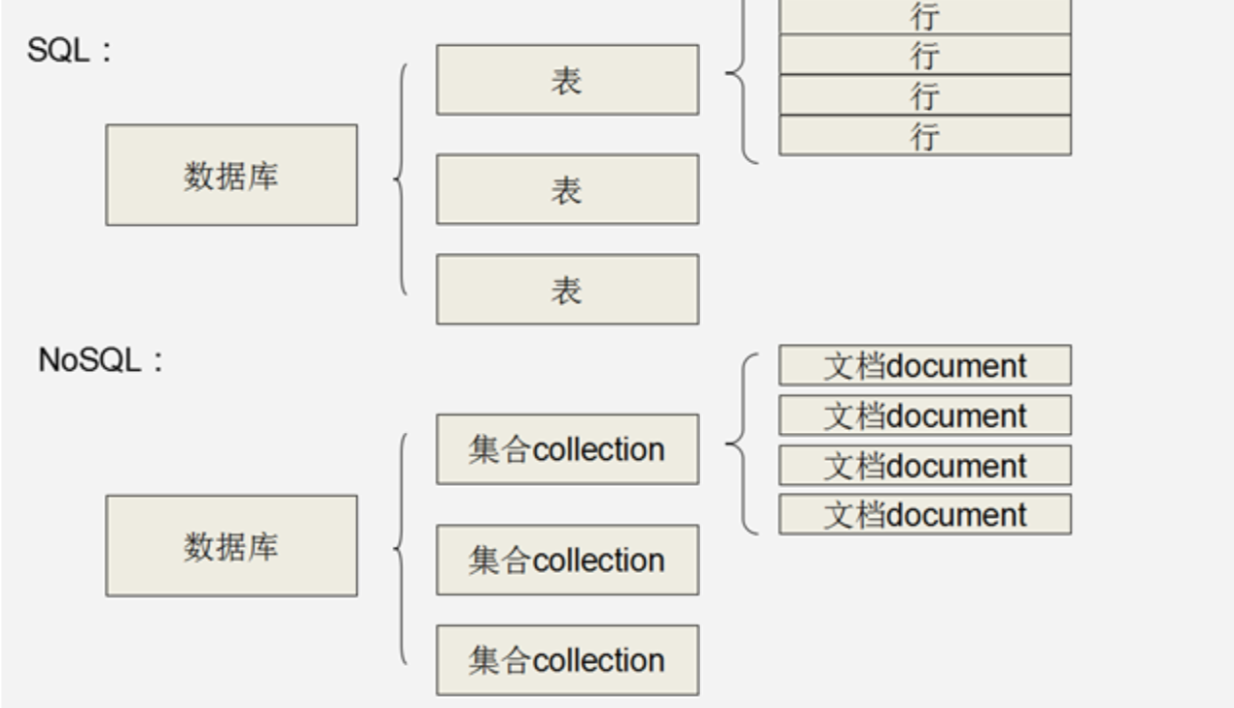 SQL：
数据库
表
表
表
行
行
行
行
NoSQL：
数据库
集合collection
集合collection
集合collection
文档document
文档document
文档document
文档document